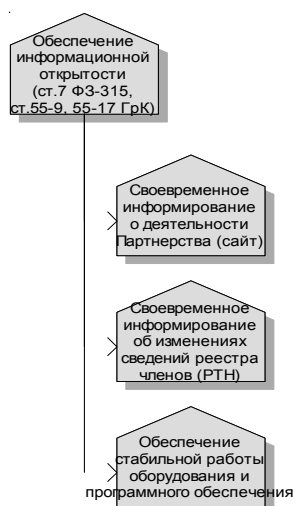 Обеспечение
информационной
открытости
(ст.7 ФЗ-315,
ст.55-9, 55-17 ГрК)
Своевременное
информирование
о деятельности
Партнерства (сайт)
Своевременное
информирование
об изменениях
сведений реестра
членов (РТН)
Обеспечение
стабильной работы
оборудования и
программного обеспечения